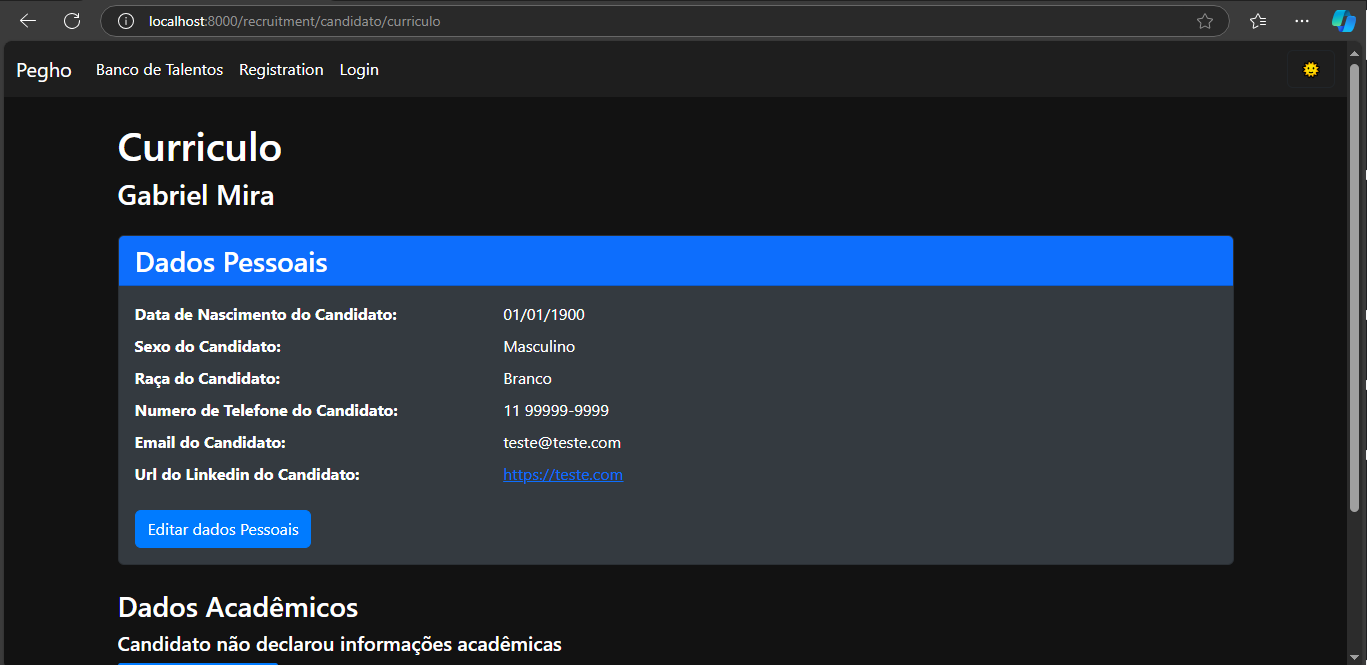 localhost:8000/recruitment/candidato/curriculo
Pegho Banco de Talentos Registration Login
Curriculo
Gabriel Mira
Dados Pessoais
Data de Nascimento do Candidato: 01/01/1900
Sexo do Candidato: Masculino
Raça do Candidato: Branco
Numero de Telefone do Candidato: 11 99999-9999
Email do Candidato: teste@teste.com
Url do Linkedin do Candidato: https://teste.com
Editar dados Pessoais
Dados Acadêmicos
Candidato não declarou informações acadêmicas